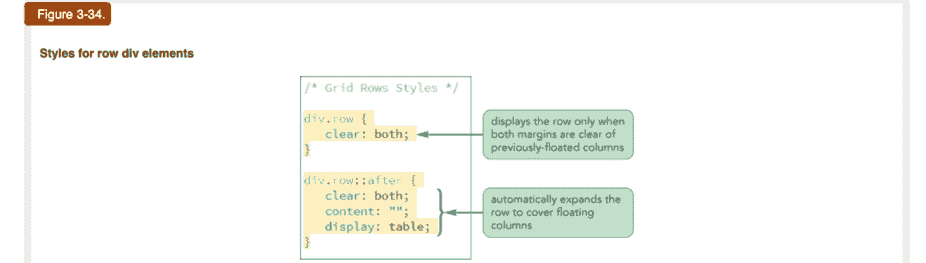 Figure 3-34.
Styles for row div elements
/* Grid Rows Styles */
div.row {
clear: both;
}
displays the row only when
both margins are clear of
previously-floated columns
div.row::after {
clear: both;
content: "";
display: table;
}
automatically expands the
row to cover floating
columns